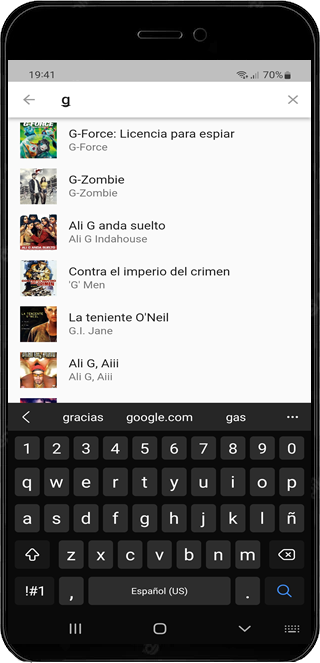 19:41 70%
g
G-Force: Licencia para espiar
G-Force
G-Zombie
G-Zombie
Ali G anda suelto
Ali G Indahouse
Contra el imperio del crimen
'G' Men
La teniente O'Neil
G.I. Jane
Ali G, Aiii
Ali G, Aiii
gracias google.com gas
1 2 3 4 5 6 7 8 9 0
q w e r t y u i o p
a s d f g h j k l ñ
z x c v b n m
!#1 , Español (US) .